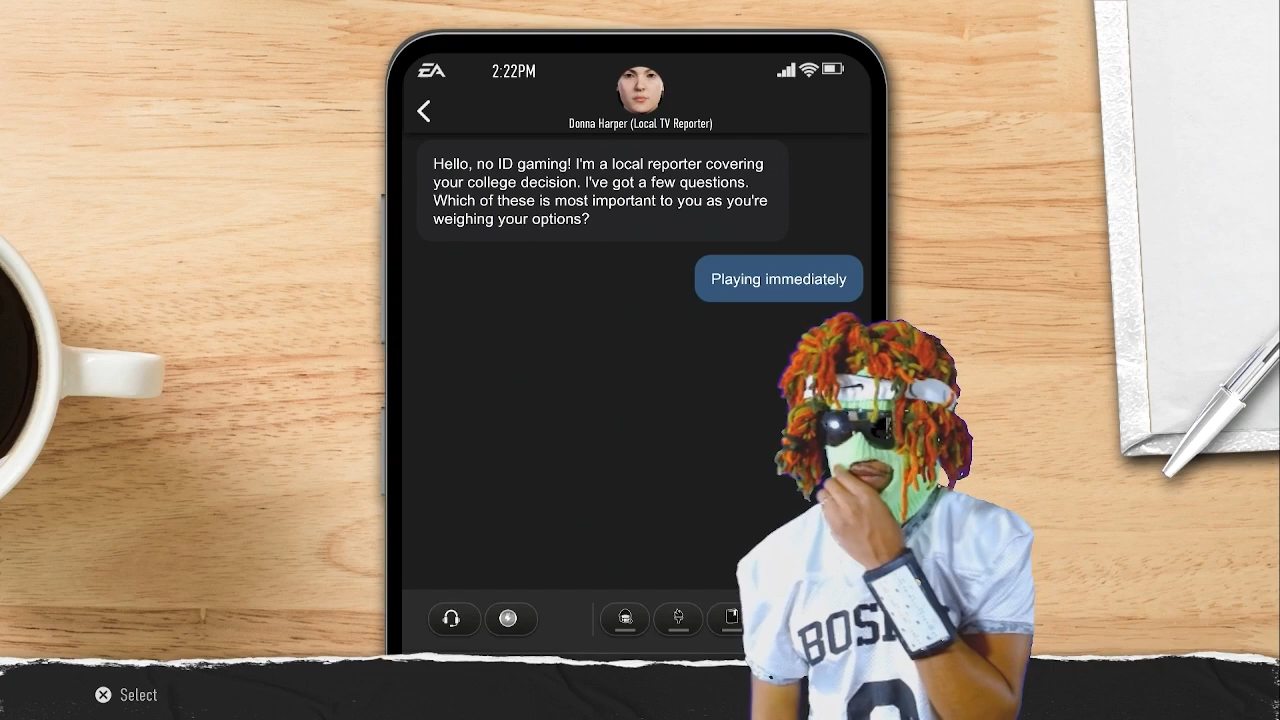 EA
2:22PM
Donna Harper (Local TV Reporter)
Hello, no ID gaming! I'm a local reporter covering
your college decision. I've got a few questions.
Which of these is most important to you as you're
weighing your options?
Playing immediately
Select